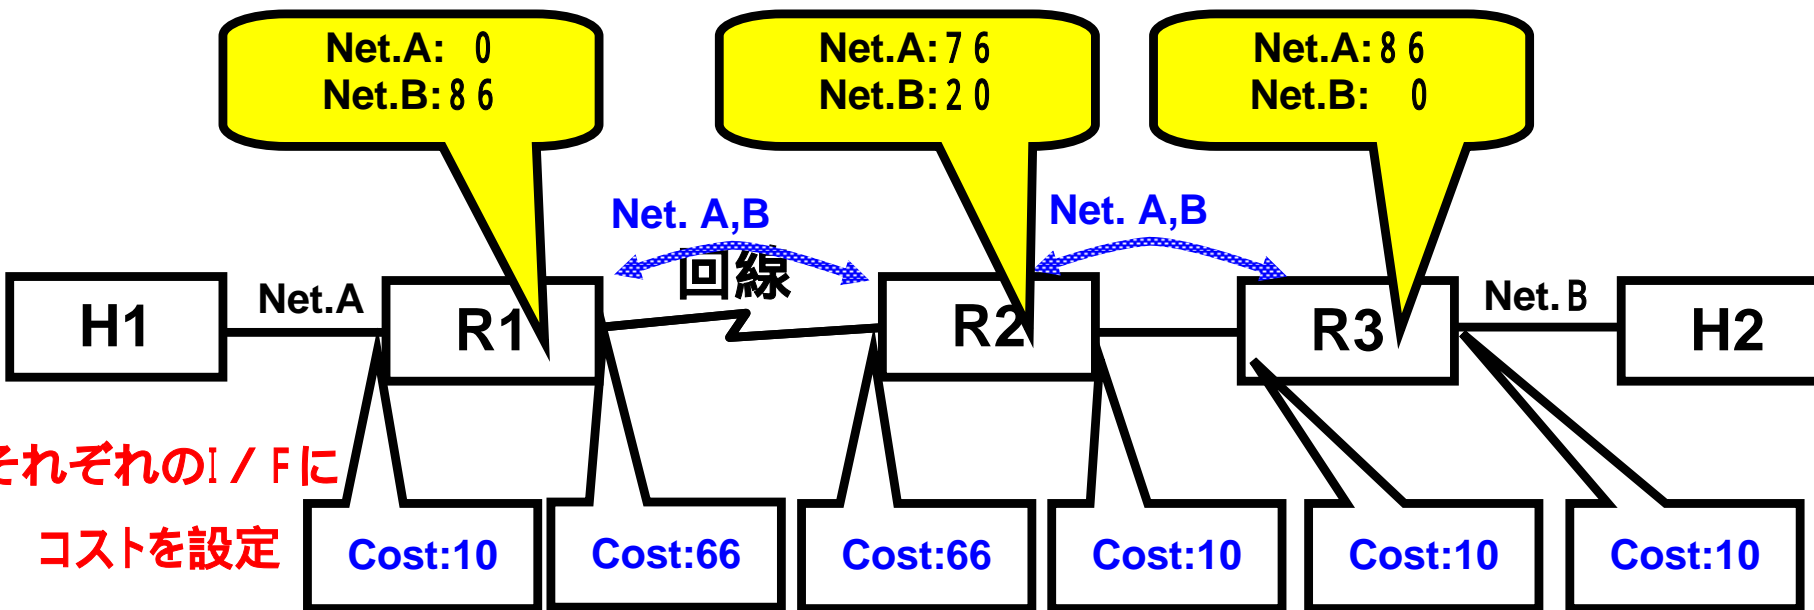 Net.A: 0
Net.B:86
Net.A:76
Net.B:20
Net.A:86
Net.B: 0
Net. A,B
Net. A,B
回線
H1
Net.A
R1
R2
R3
Net.B
H2
それぞれのI/Fに
コストを設定
Cost:10
Cost:66
Cost:66
Cost:10
Cost:10
Cost:10